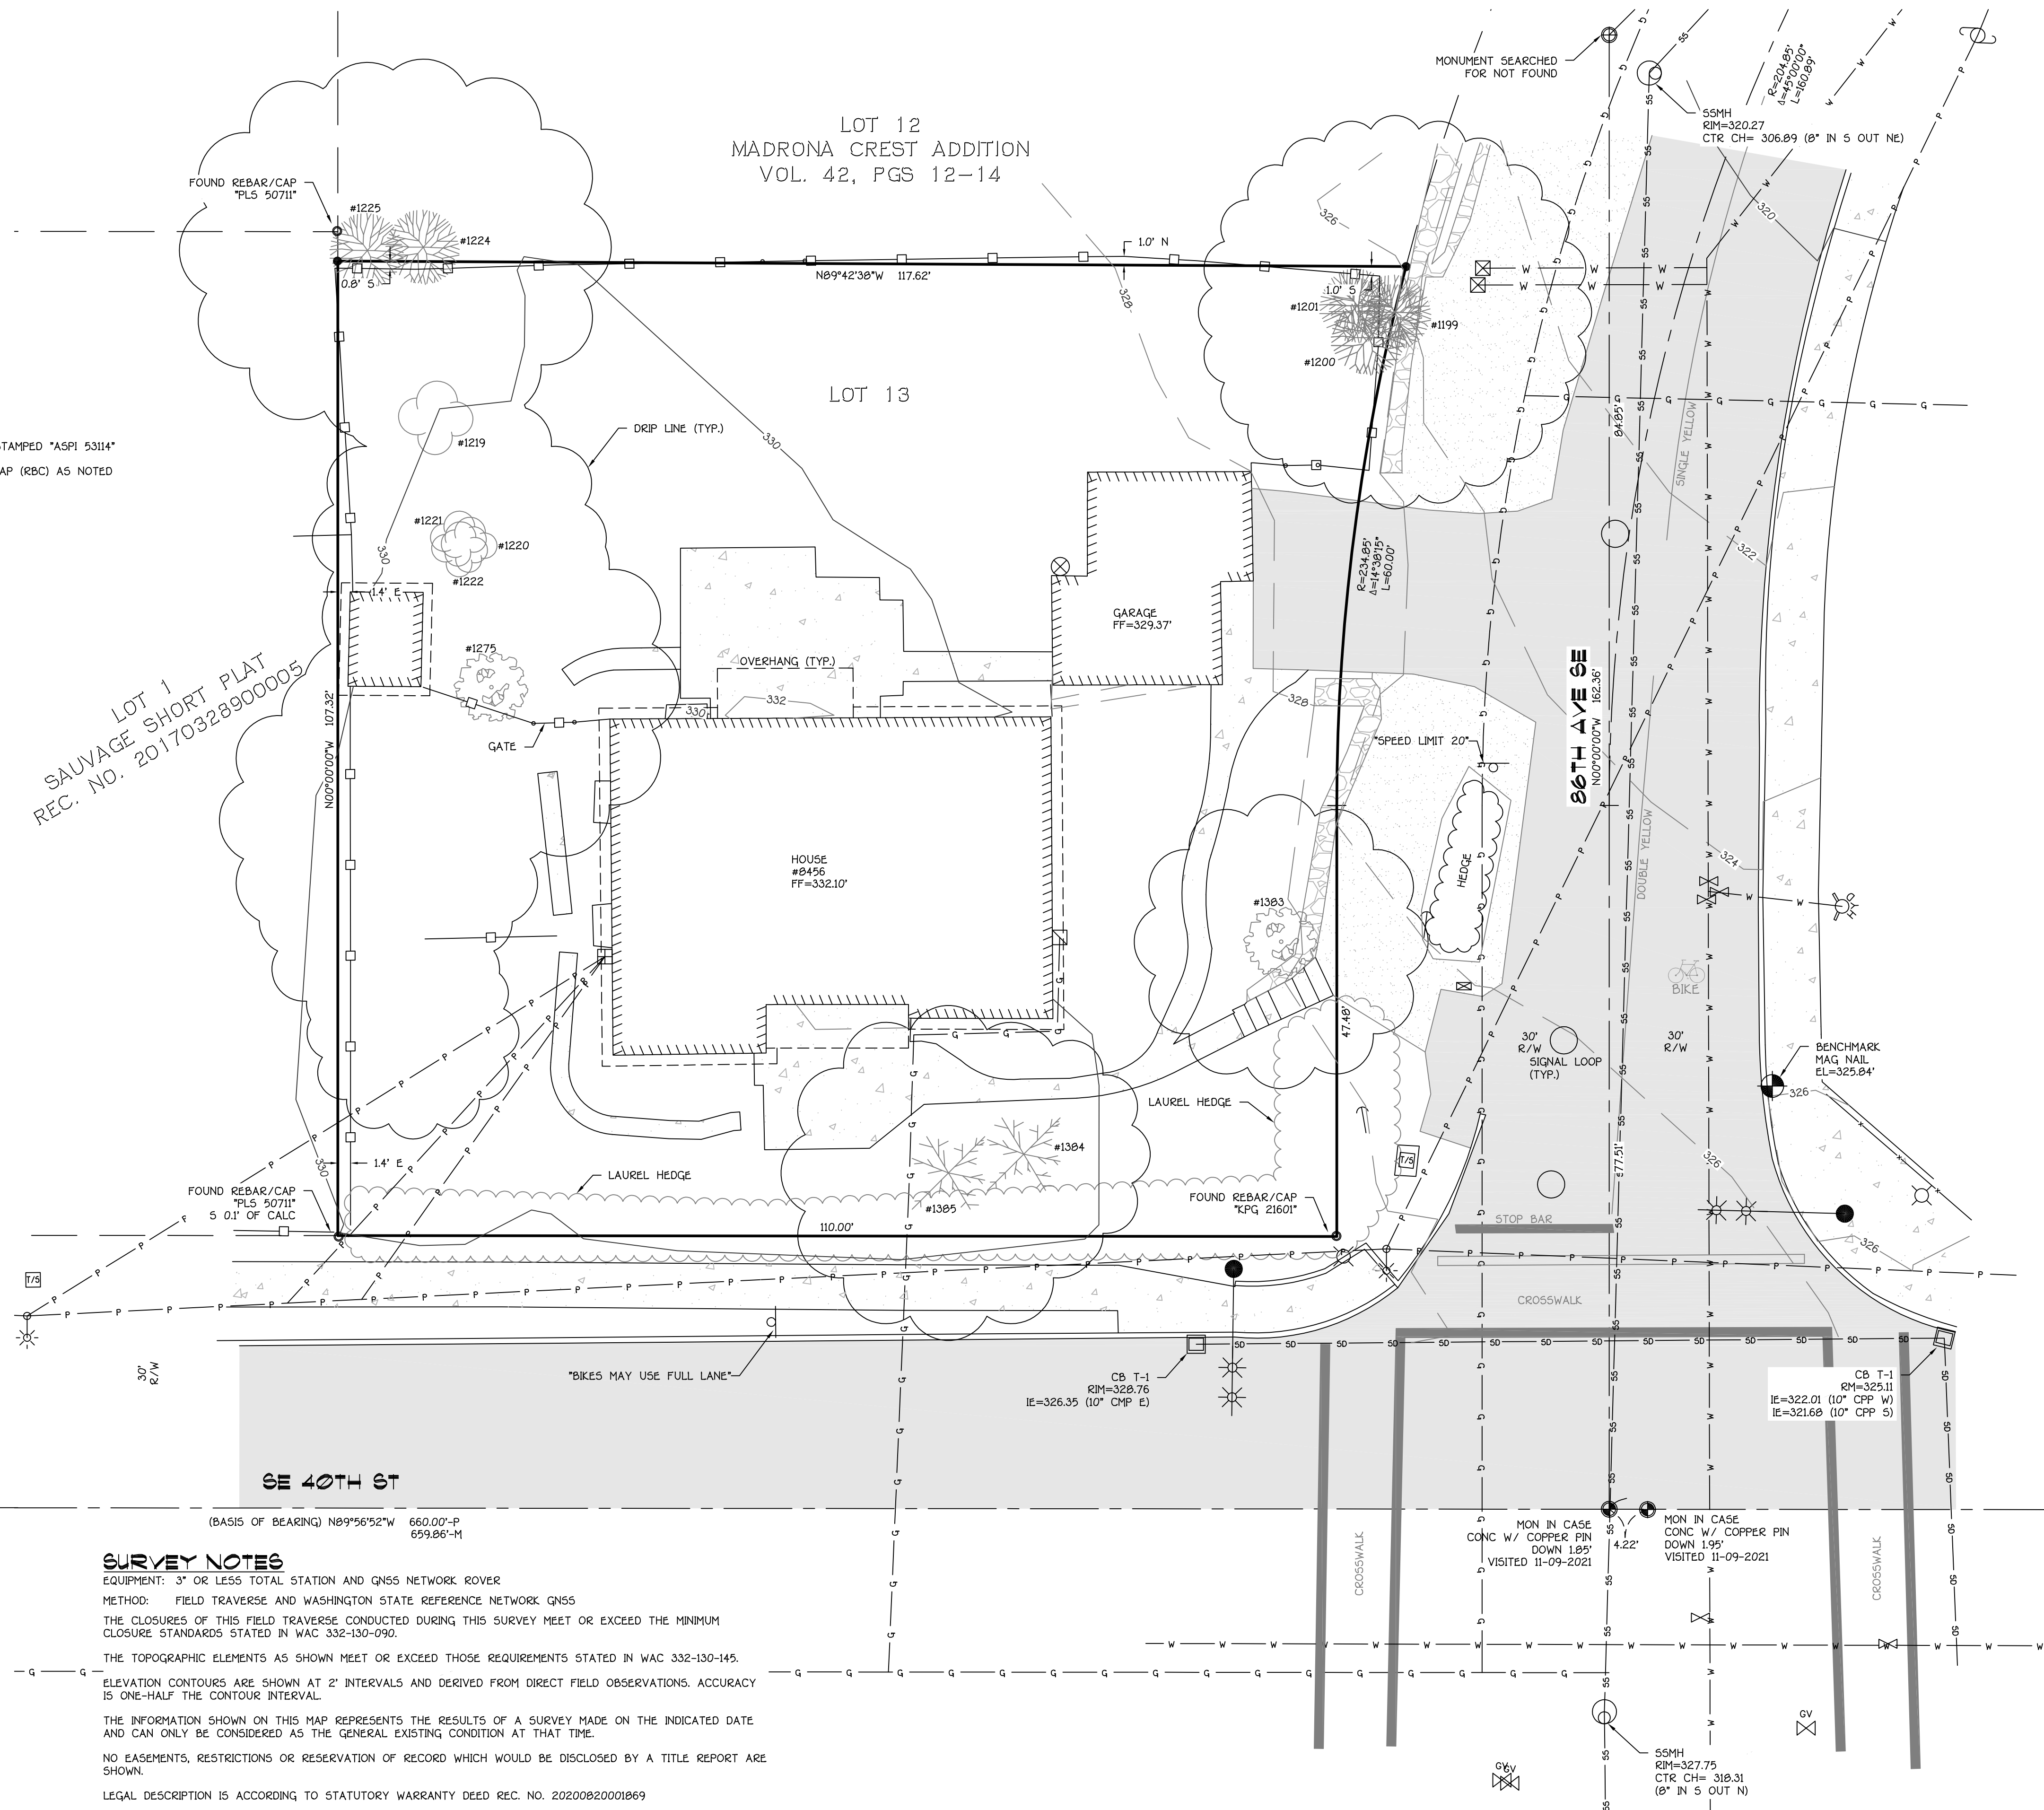 MONUMENT SEARCHED
FOR NOT FOUND
R=204.85'
Δ=45°00'00"
L=160.89'
SSMH
RIM=320.27
CTR CH= 306.89 (8" IN S OUT NE)
LOT 12
MADRONA CREST ADDITION
VOL. 42, PGS 12-14
FOUND REBAR/CAP
"PLS 50711"
#1225
#1224
326
320
1.0' N
N89°42'38"W 117.62'
0.8' S
328
1.0' S
#1201
#1199
#1200
LOT 13
84.85'
SINGLE YELLOW
DRIP LINE (TYP.)
330
#1219
STAMPED "ASPI 53114"
AP (RBC) AS NOTED
#1221
#1220
#1222
330
1.4' E
322
R=234.85'
Δ=14°38'15"
L=60.00'
GARAGE
FF=329.37'
#1275
OVERHANG (TYP.)
332
330
328
LOT 1
SAUVAGE SHORT PLAT
REC. NO. 20170328900005
N00°00'00"W 107.32'
GATE
"SPEED LIMIT 20"
86TH AVE SE
N00°00'00"W 162.36'
DOUBLE YELLOW
324
HOUSE
#8456
FF=332.10'
HEDGE
#1383
BIKE
47.48'
30'
R/W
30'
R/W
SIGNAL LOOP
(TYP.)
BENCHMARK
MAG NAIL
EL=325.84'
326
LAUREL HEDGE
#1384
#1385
T/S
77.51'
326
330
1.4' E
LAUREL HEDGE
FOUND REBAR/CAP
"PLS 50711"
S 0.1' OF CALC
110.00'
FOUND REBAR/CAP
"KPG 21601"
STOP BAR
326
T/S
CROSSWALK
30'
R/W
"BIKES MAY USE FULL LANE"
CB T-1
RIM=328.76
IE=326.35 (10" CMP E)
CB T-1
RM=325.11
IE=322.01 (10" CPP W)
IE=321.68 (10" CPP S)
SE 40TH ST
(BASIS OF BEARING) N89°56'52"W 660.00'-P
659.86'-M
MON IN CASE
CONC W/ COPPER PIN
DOWN 1.85'
VISITED 11-09-2021
4.22'
MON IN CASE
CONC W/ COPPER PIN
DOWN 1.95'
VISITED 11-09-2021
CROSSWALK
CROSSWALK
SURVEY NOTES
EQUIPMENT: 3" OR LESS TOTAL STATION AND GNSS NETWORK ROVER
METHOD: FIELD TRAVERSE AND WASHINGTON STATE REFERENCE NETWORK GNSS
THE CLOSURES OF THIS FIELD TRAVERSE CONDUCTED DURING THIS SURVEY MEET OR EXCEED THE MINIMUM
CLOSURE STANDARDS STATED IN WAC 332-130-090.
THE TOPOGRAPHIC ELEMENTS AS SHOWN MEET OR EXCEED THOSE REQUIREMENTS STATED IN WAC 332-130-145.
ELEVATION CONTOURS ARE SHOWN AT 2' INTERVALS AND DERIVED FROM DIRECT FIELD OBSERVATIONS. ACCURACY
IS ONE-HALF THE CONTOUR INTERVAL.
THE INFORMATION SHOWN ON THIS MAP REPRESENTS THE RESULTS OF A SURVEY MADE ON THE INDICATED DATE
AND CAN ONLY BE CONSIDERED AS THE GENERAL EXISTING CONDITION AT THAT TIME.
NO EASEMENTS, RESTRICTIONS OR RESERVATION OF RECORD WHICH WOULD BE DISCLOSED BY A TITLE REPORT ARE
SHOWN.
LEGAL DESCRIPTION IS ACCORDING TO STATUTORY WARRANTY DEED REC. NO. 20200820001869
GV
GV
GV
SSMH
RIM=327.75
CTR CH= 318.31
(8" IN S OUT N)